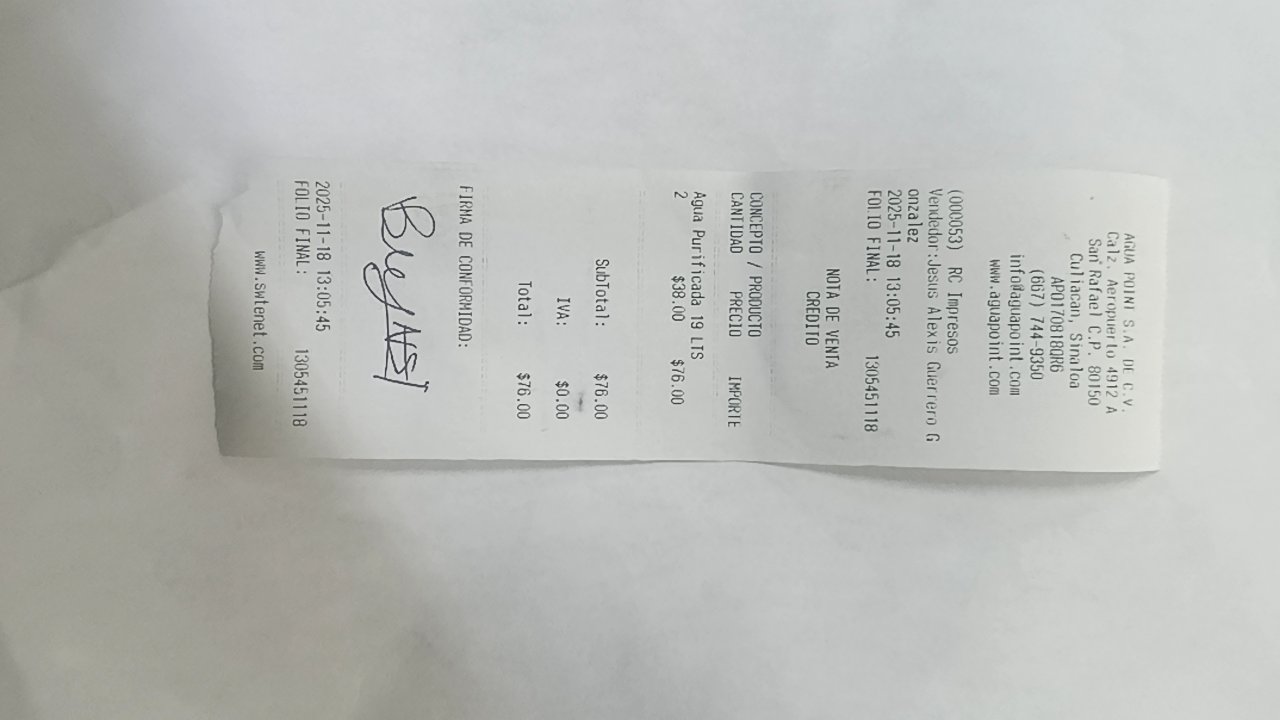 AGUA POINT S.A. DE C.V.
Calz. Aeropuerto 4912 A
San Rafael C.P. 80150
Culiacan, Sinaloa
APO170818QR6
(667) 744-9350
info@aguapoint.com
www.aguapoint.com
(000053) RC Impresos
Vendedor:Jesus Alexis Guerrero G
onzalez
2025-11-18 13:05:45
FOLIO FINAL: 1305451118
NOTA DE VENTA
CREDITO
CONCEPTO / PRODUCTO
CANTIDAD PRECIO IMPORTE
Agua Purificada 19 LTS
2 $38.00 $76.00
SubTotal: $76.00
IVA: $0.00
Total: $76.00
FIRMA DE CONFORMIDAD:
2025-11-18 13:05:45
FOLIO FINAL: 1305451118
www.swtenet.com